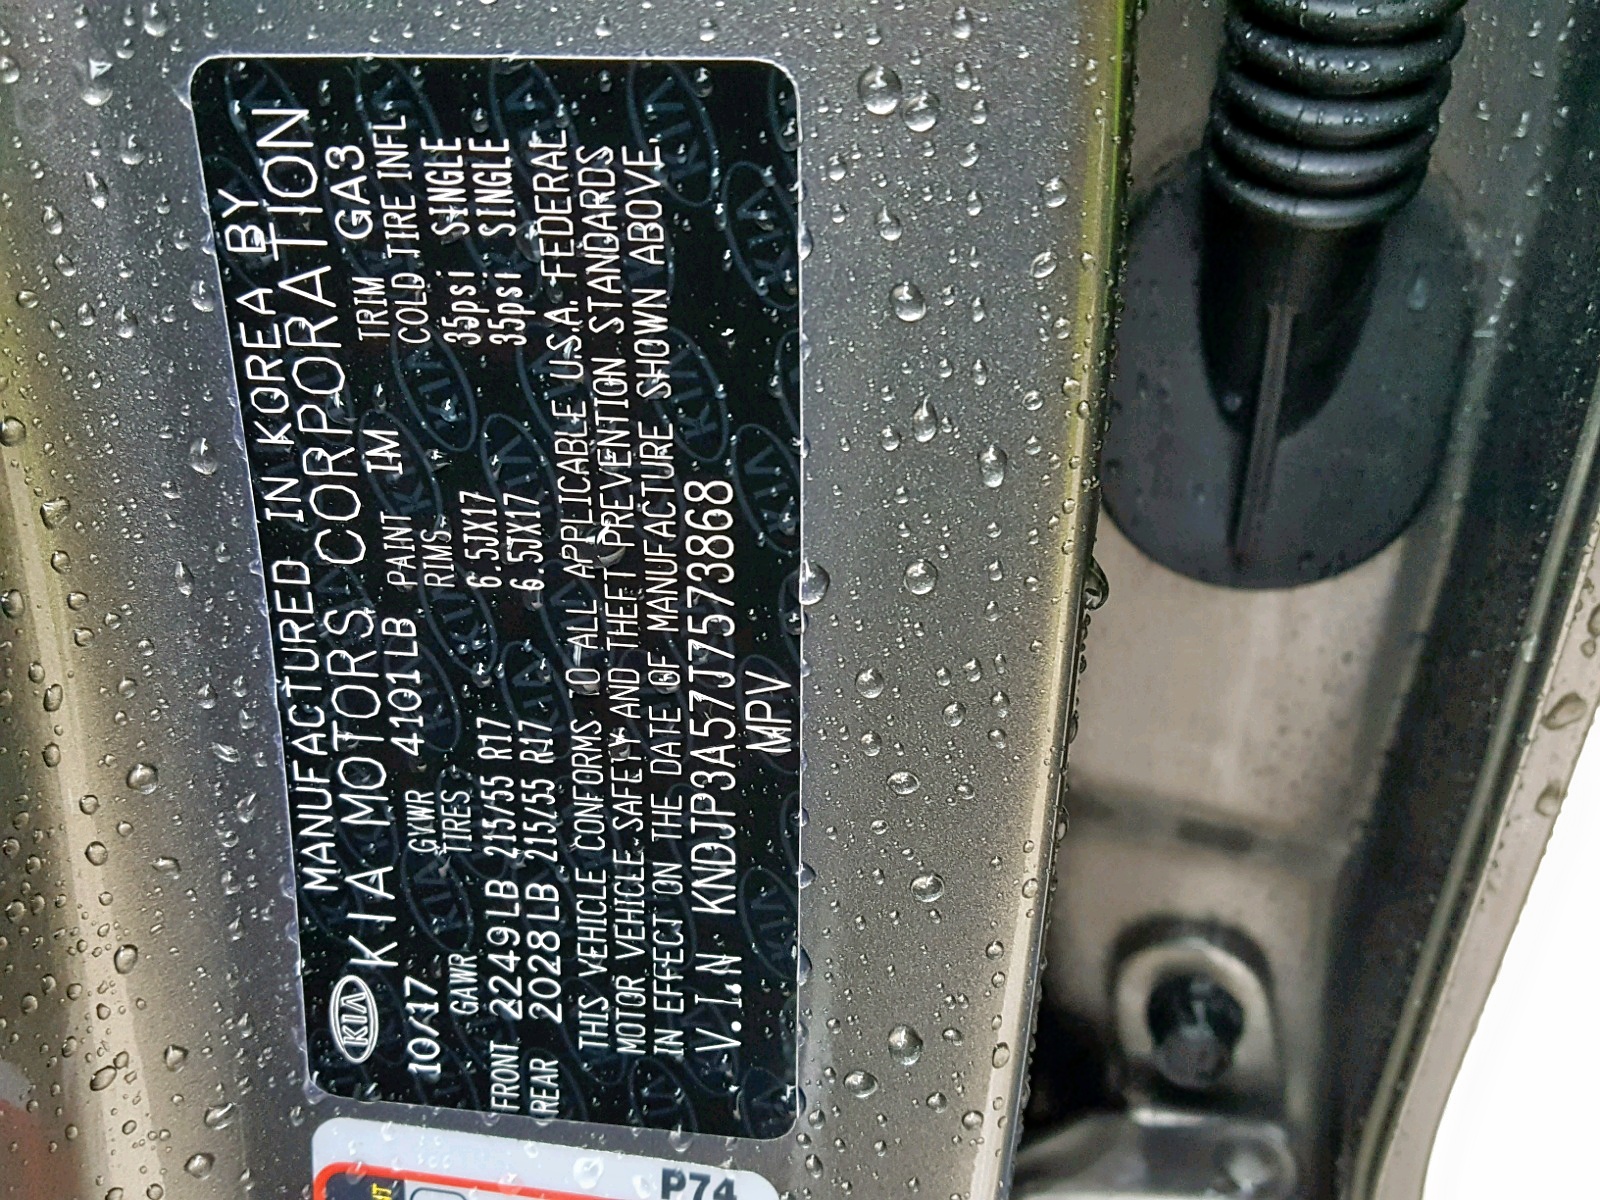 MANUFACTURED IN KOREA BY
KIA KIA MOTORS CORPORATION
10/17 GVWR 4101LB PAINT IM TRIM GA3
GAWR TIRES RIMS COLD TIRE INFL
FRONT 2249LB 215/55 R17 6.5JX17 35psi SINGLE
REAR 2028LB 215/55 R17 6.5JX17 35psi SINGLE
THIS VEHICLE CONFORMS TO ALL APPLICABLE U.S.A. FEDERAL
MOTOR VEHICLE SAFETY AND THEFT PREVENTION STANDARDS
IN EFFECT ON THE DATE OF MANUFACTURE SHOWN ABOVE.
V.I.N KNDJP3A57J7573868
MPV
P74